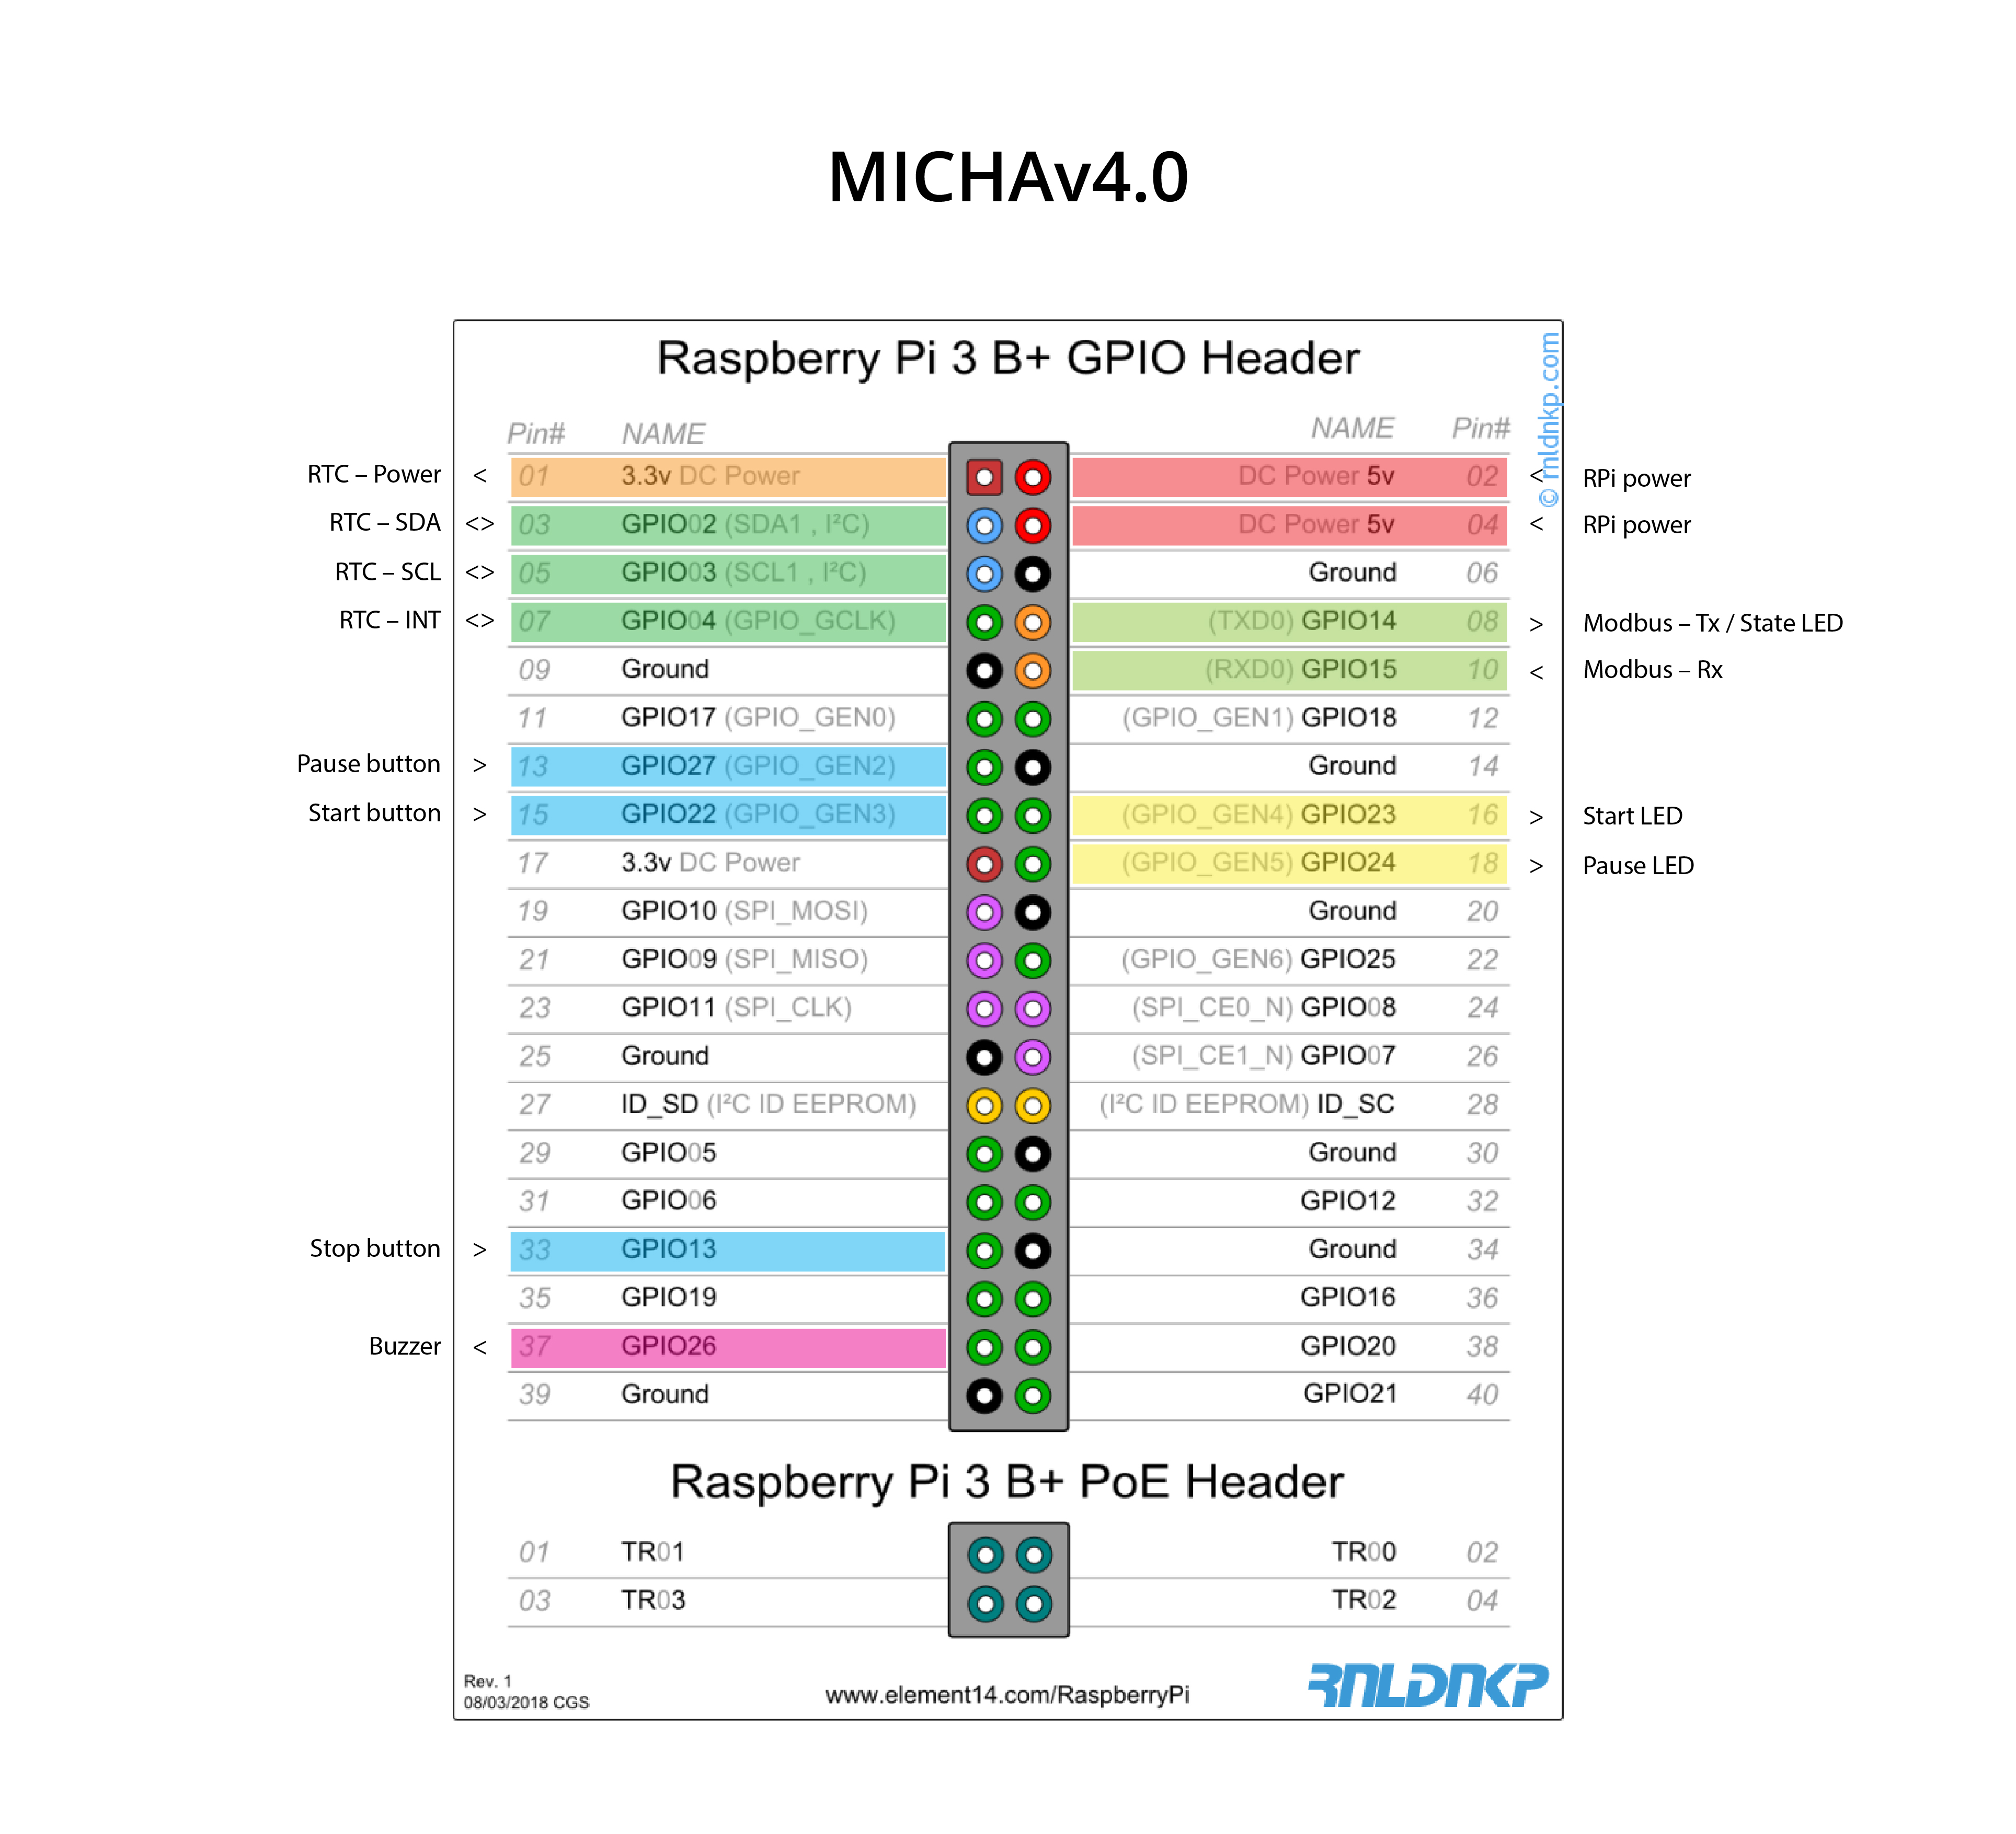 MICHAv4.0
Raspberry Pi 3 B+ GPIO Header
© rnldnkp.com
Pin# NAME NAME Pin#
RTC – Power < 01 3.3v DC Power DC Power 5v 02 < RPi power
RTC – SDA <> 03 GPIO02 (SDA1 , I²C) DC Power 5v 04 < RPi power
RTC – SCL <> 05 GPIO03 (SCL1 , I²C) Ground 06
RTC – INT <> 07 GPIO04 (GPIO_GCLK) (TXD0) GPIO14 08 > Modbus – Tx / State LED
09 Ground (RXD0) GPIO15 10 < Modbus – Rx
11 GPIO17 (GPIO_GEN0) (GPIO_GEN1) GPIO18 12
Pause button > 13 GPIO27 (GPIO_GEN2) Ground 14
Start button > 15 GPIO22 (GPIO_GEN3) (GPIO_GEN4) GPIO23 16 > Start LED
17 3.3v DC Power (GPIO_GEN5) GPIO24 18 > Pause LED
19 GPIO10 (SPI_MOSI) Ground 20
21 GPIO09 (SPI_MISO) (GPIO_GEN6) GPIO25 22
23 GPIO11 (SPI_CLK) (SPI_CE0_N) GPIO08 24
25 Ground (SPI_CE1_N) GPIO07 26
27 ID_SD (I²C ID EEPROM) (I²C ID EEPROM) ID_SC 28
29 GPIO05 Ground 30
31 GPIO06 GPIO12 32
Stop button > 33 GPIO13 Ground 34
35 GPIO19 GPIO16 36
Buzzer < 37 GPIO26 GPIO20 38
39 Ground GPIO21 40
Raspberry Pi 3 B+ PoE Header
01 TR01 TR00 02
03 TR03 TR02 04
Rev. 1
08/03/2018 CGS
www.element14.com/RaspberryPi
RNLDNKP